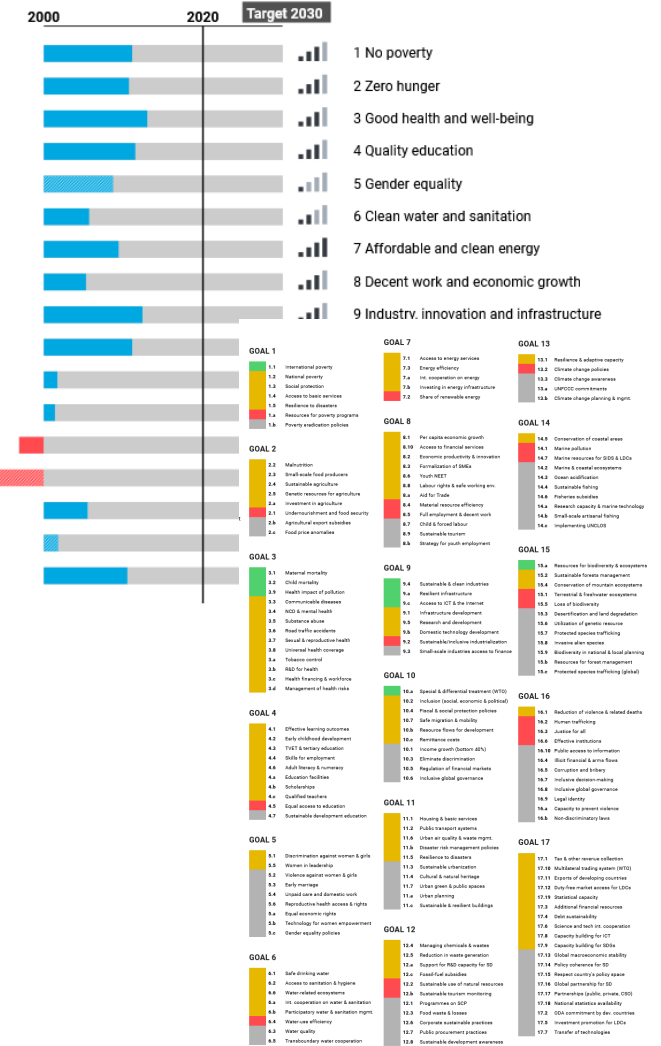 2000
2020
Target 2030
1 No poverty
2 Zero hunger
3 Good health and well-being
4 Quality education
5 Gender equality
6 Clean water and sanitation
7 Affordable and clean energy
8 Decent work and economic growth
9 Industry, innovation and infrastructure
GOAL 1
1.1 International poverty
1.2 National poverty
1.3 Social protection
1.4 Access to basic services
1.5 Resilience to disasters
1.a Resources for poverty programs
1.b Poverty eradication policies
GOAL 2
2.2 Malnutrition
2.3 Small-scale food producers
2.4 Sustainable agriculture
2.5 Genetic resources for agriculture
2.a Investment in agriculture
2.1 Undernourishment and food security
2.b Agricultural export subsidies
2.c Food price anomalies
GOAL 3
3.1 Maternal mortality
3.2 Child mortality
3.9 Health impact of pollution
3.3 Communicable diseases
3.4 NCD & mental health
3.5 Substance abuse
3.6 Road traffic accidents
3.7 Sexual & reproductive health
3.8 Universal health coverage
3.a Tobacco control
3.b R&D for health
3.c Health financing & workforce
3.d Management of health risks
GOAL 4
4.1 Effective learning outcomes
4.2 Early childhood development
4.3 TVET & tertiary education
4.4 Skills for employment
4.6 Adult literacy & numeracy
4.a Education facilities
4.b Scholarships
4.c Qualified teachers
4.5 Equal access to education
4.7 Sustainable development education
GOAL 5
5.1 Discrimination against women & girls
5.5 Women in leadership
5.2 Violence against women & girls
5.3 Early marriage
5.4 Unpaid care and domestic work
5.6 Reproductive health access & rights
5.a Equal economic rights
5.b Technology for women empowerment
5.c Gender equality policies
GOAL 6
6.1 Safe drinking water
6.2 Access to sanitation & hygiene
6.6 Water-related ecosystems
6.a Int. cooperation on water & sanitation
6.b Participatory water & sanitation mgmt.
6.4 Water-use efficiency
6.3 Water quality
6.5 Transboundary water cooperation
GOAL 7
7.1 Access to energy services
7.3 Energy efficiency
7.a Int. cooperation on energy
7.b Investing in energy infrastructure
7.2 Share of renewable energy
GOAL 8
8.1 Per capita economic growth
8.10 Access to financial services
8.2 Economic productivity & innovation
8.3 Formalization of SMEs
8.6 Youth NEET
8.8 Labour rights & safe working env.
8.a Aid for Trade
8.4 Material resource efficiency
8.5 Full employment & decent work
8.7 Child & forced labour
8.9 Sustainable tourism
8.b Strategy for youth employment
GOAL 9
9.4 Sustainable & clean industries
9.a Resilient infrastructure
9.c Access to ICT & the Internet
9.1 Infrastructure development
9.5 Research and development
9.b Domestic technology development
9.2 Sustainable/inclusive industrialization
9.3 Small-scale industries access to finance
GOAL 10
10.a Special & differential treatment (WTO)
10.2 Inclusion (social, economic & political)
10.4 Fiscal & social protection policies
10.7 Safe migration & mobility
10.b Resource flows for development
10.c Remittance costs
10.1 Income growth (bottom 40%)
10.3 Eliminate discrimination
10.5 Regulation of financial markets
10.6 Inclusive global governance
GOAL 11
11.1 Housing & basic services
11.2 Public transport systems
11.6 Urban air quality & waste mgmt.
11.b Disaster risk management policies
11.5 Resilience to disasters
11.3 Sustainable urbanization
11.4 Cultural & natural heritage
11.7 Urban green & public spaces
11.a Urban planning
11.c Sustainable & resilient buildings
GOAL 12
12.4 Managing chemicals & wastes
12.5 Reduction in waste generation
12.a Support for R&D capacity for SD
12.c Fossil-fuel subsidies
12.2 Sustainable use of natural resources
12.b Sustainable tourism monitoring
12.1 Programmes on SCP
12.3 Food waste & losses
12.6 Corporate sustainable practices
12.7 Public procurement practices
12.8 Sustainable development awareness
GOAL 13
13.1 Resilience & adaptive capacity
13.2 Climate change policies
13.3 Climate change awareness
13.a UNFCCC commitments
13.b Climate change planning & mgmt.
GOAL 14
14.5 Conservation of coastal areas
14.1 Marine pollution
14.7 Marine resources for SIDS & LDCs
14.2 Marine & coastal ecosystems
14.3 Ocean acidification
14.4 Sustainable fishing
14.6 Fisheries subsidies
14.a Research capacity & marine technology
14.b Small-scale artisanal fishing
14.c Implementing UNCLOS
GOAL 15
15.a Resources for biodiversity & ecosystems
15.2 Sustainable forests management
15.4 Conservation of mountain ecosystems
15.1 Terrestrial & freshwater ecosystems
15.5 Loss of biodiversity
15.3 Desertification and land degradation
15.6 Utilization of genetic resource
15.7 Protected species trafficking
15.8 Invasive alien species
15.9 Biodiversity in national & local planning
15.b Resources for forest management
15.c Protected species trafficking (global)
GOAL 16
16.1 Reduction of violence & related deaths
16.2 Human trafficking
16.3 Justice for all
16.6 Effective institutions
16.10 Public access to information
16.4 Illicit financial & arms flows
16.5 Corruption and bribery
16.7 Inclusive decision-making
16.8 Inclusive global governance
16.9 Legal identity
16.a Capacity to prevent violence
16.b Non-discriminatory laws
GOAL 17
17.1 Tax & other revenue collection
17.10 Multilateral trading system (WTO)
17.11 Exports of developing countries
17.12 Duty-free market access for LDCs
17.19 Statistical capacity
17.3 Additional financial resources
17.4 Debt sustainability
17.6 Science and tech int. cooperation
17.8 Capacity building for ICT
17.9 Capacity building for SDGs
17.13 Global macroeconomic stability
17.14 Policy coherence for SD
17.15 Respect country's policy space
17.16 Global partnership for SD
17.17 Partnerships (public, private, CSO)
17.18 National statistics availability
17.2 ODA commitment by dev. countries
17.5 Investment promotion for LDCs
17.7 Transfer of technologies